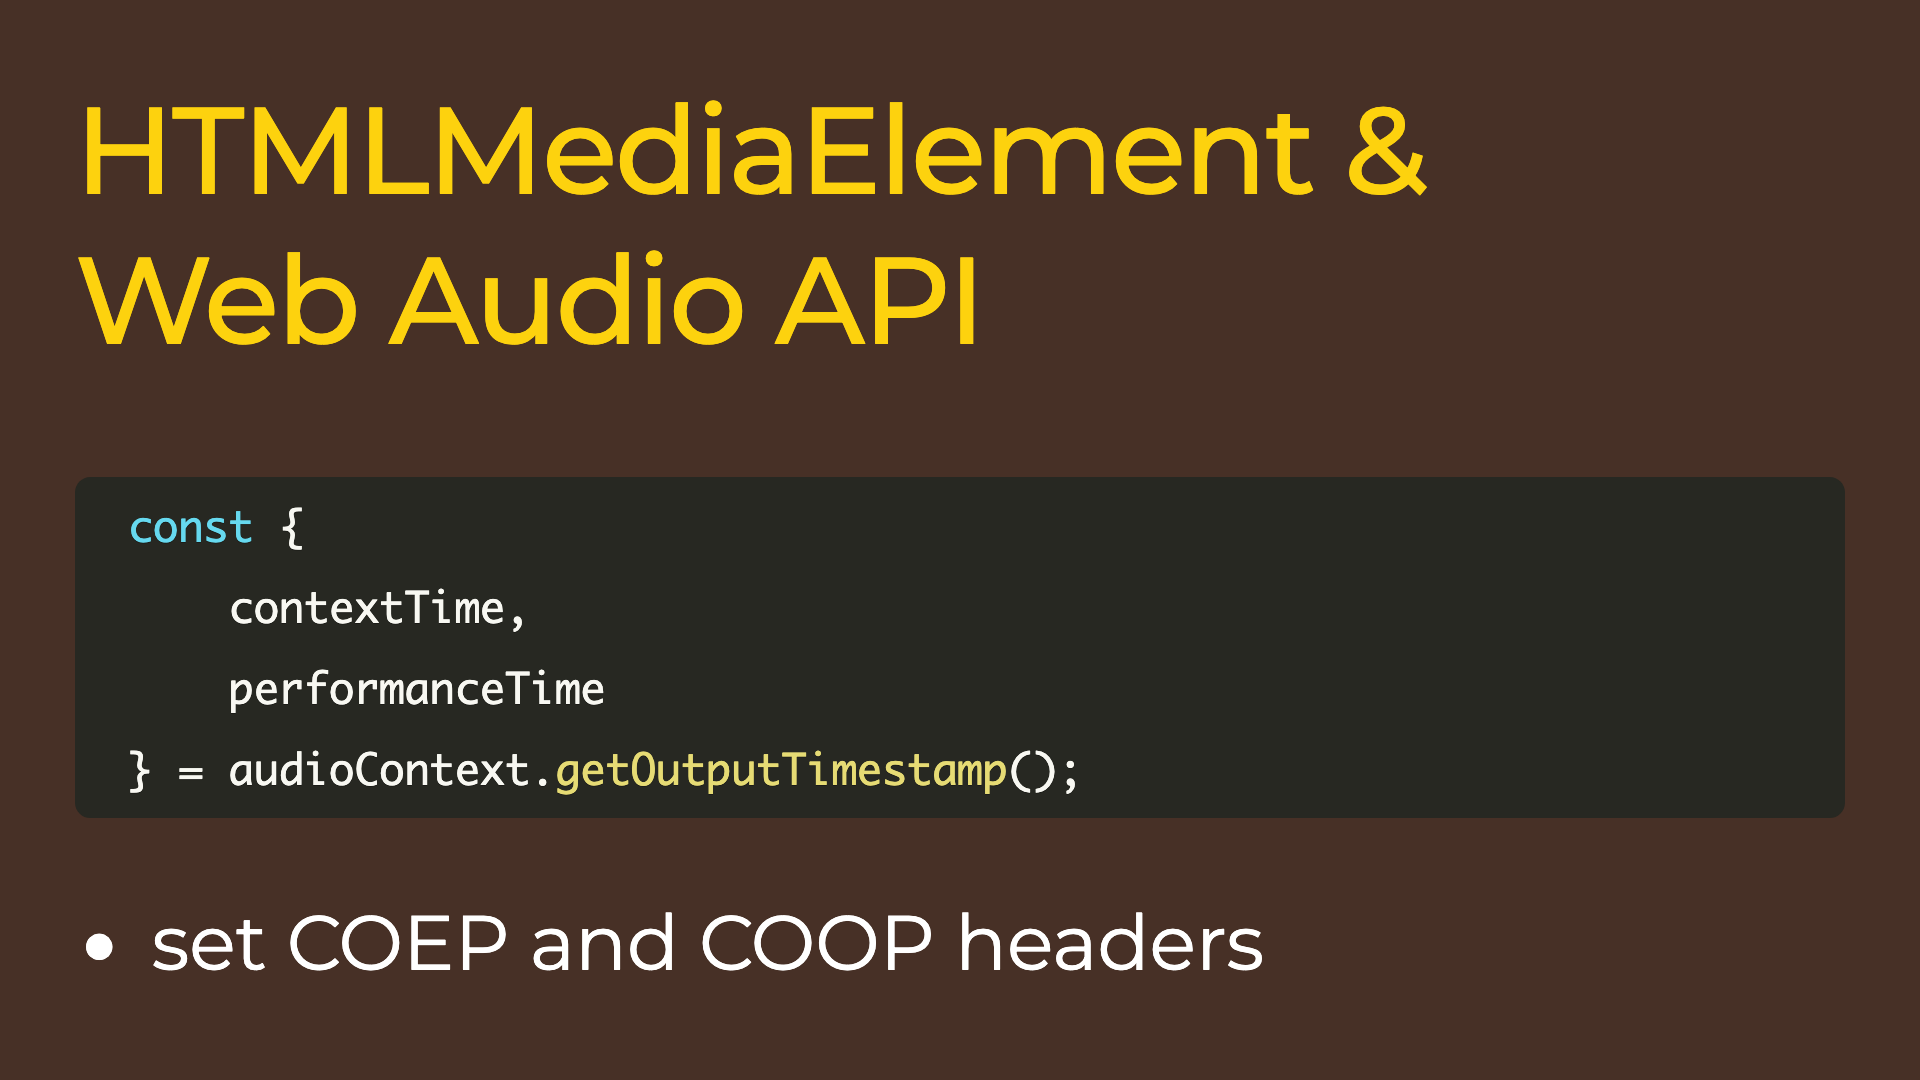 HTMLMediaElement &
Web Audio API
const {
    contextTime,
    performanceTime
} = audioContext.getOutputTimestamp();
• set COEP and COOP headers